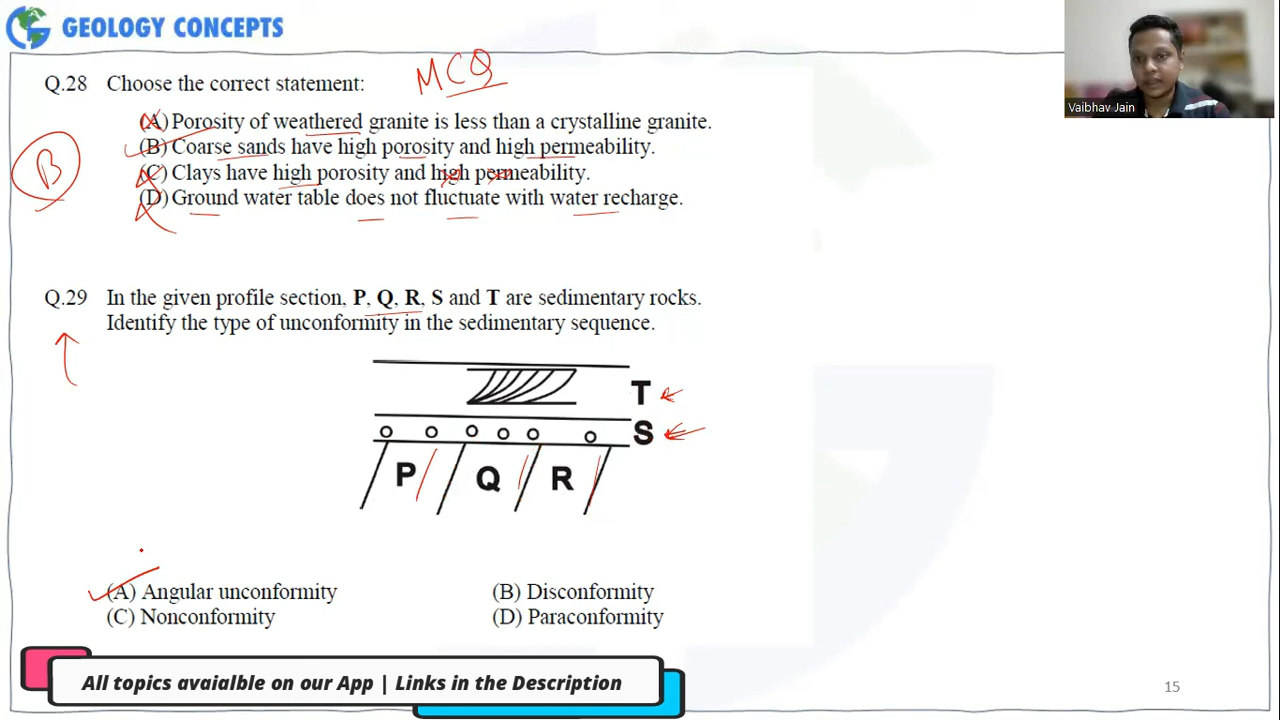 GEOLOGY CONCEPTS
MCQ
Vaibhav Jain
Q.28 Choose the correct statement:
(A) Porosity of weathered granite is less than a crystalline granite.
(B) Coarse sands have high porosity and high permeability.
(C) Clays have high porosity and high permeability.
(D) Ground water table does not fluctuate with water recharge.
B
Q.29 In the given profile section, P, Q, R, S and T are sedimentary rocks.
Identify the type of unconformity in the sedimentary sequence.
T
S
P Q R
(A) Angular unconformity (B) Disconformity
(C) Nonconformity (D) Paraconformity
All topics avaialble on our App | Links in the Description
15